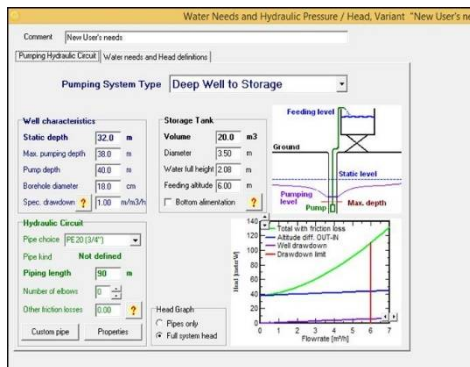 Water Needs and Hydraulic Pressure / Head, Variant "New User's ne
Comment New User's needs
Pumping Hydraulic Circuit Water needs and Head definitions
Pumping System Type Deep Well to Storage
Well characteristics
Static depth 32.0 m
Max. pumping depth 38.0 m
Pump depth 40.0 m
Borehole diameter 18.0 cm
Spec. drawdown ? 1.00 m/m3/h
Storage Tank
Volume 20.0 m3
Diameter 3.50 m
Water full height 2.08 m
Feeding altitude 6.00 m
Bottom alimentation ?
Feeding level
Ground
Static level
Pumping level
Pump
Max. depth
Hydraulic Circuit
Pipe choice PE20 (3/4")
Pipe kind Not defined
Piping length 90 m
Number of elbows 0
Other friction losses 0.00 ?
Custom pipe Properties
Head Graph
Pipes only
Full system head
Total with friction loss
Altitude diff. OUT-IN
Well drawdown
Drawdown limit
Head [meterW]
140
120
100
80
60
40
20
0
0 1 2 3 4 5 6 7
Flowrate [m³/h]